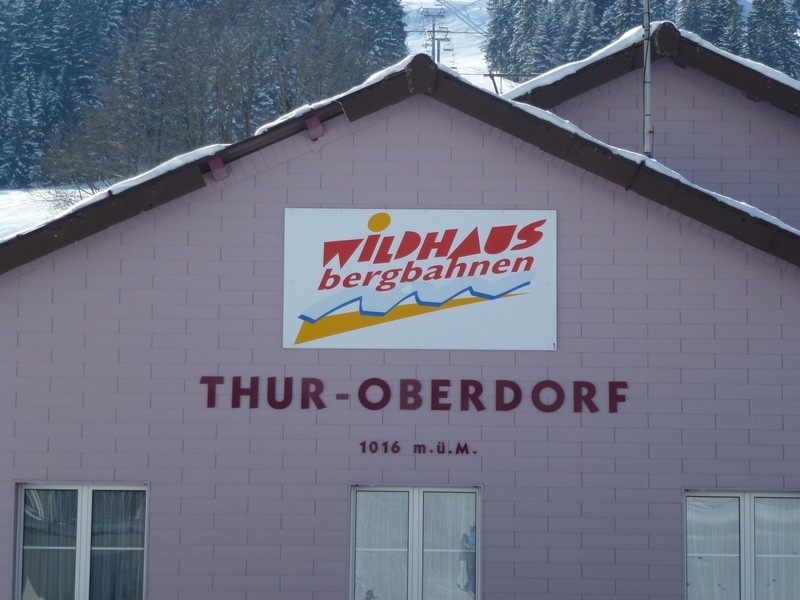 WILDHAUS
bergbahnen
THUR-OBERDORF
1016 m.ü.M.